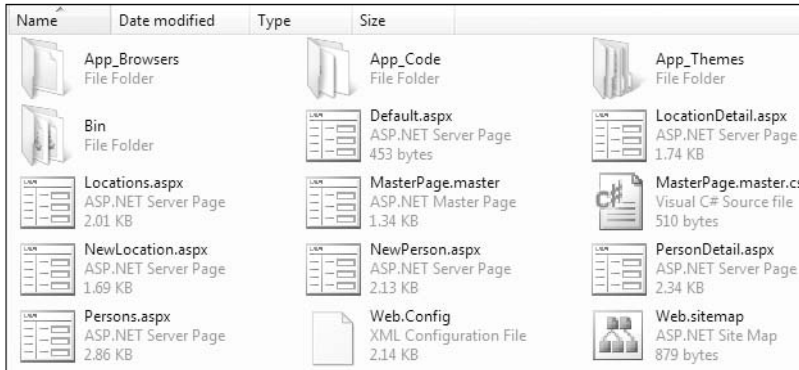 Name Date modified Type Size
App_Browsers
File Folder
App_Code
File Folder
App_Themes
File Folder
Bin
File Folder
Default.aspx
ASP.NET Server Page
453 bytes
LocationDetail.aspx
ASP.NET Server Page
1.74 KB
Locations.aspx
ASP.NET Server Page
2.01 KB
MasterPage.master
ASP.NET Master Page
1.34 KB
MasterPage.master.cs
Visual C# Source file
510 bytes
NewLocation.aspx
ASP.NET Server Page
1.69 KB
NewPerson.aspx
ASP.NET Server Page
2.13 KB
PersonDetail.aspx
ASP.NET Server Page
2.34 KB
Persons.aspx
ASP.NET Server Page
2.86 KB
Web.Config
XML Configuration File
2.14 KB
Web.sitemap
ASP.NET Site Map
879 bytes